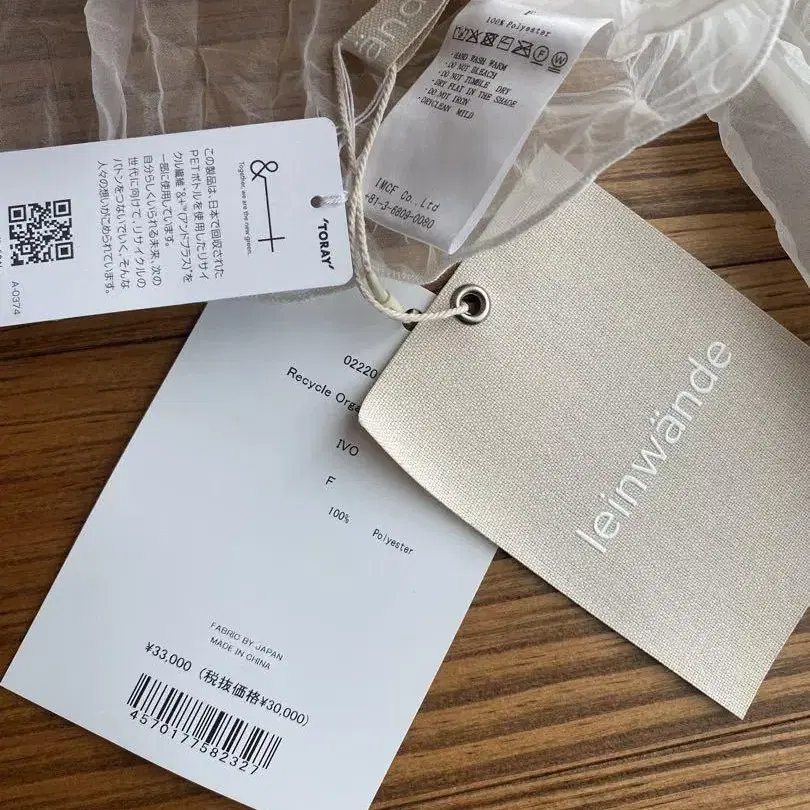 F
100% Polyester
・HAND WASH WARM
・DO NOT BLEACH
・DO NOT TUMBLE DRY
・DRY FLAT IN THE SHADE
・DO NOT IRON
・DRYCLEAN MILD
IMCF Co., Ltd
+81-3-6809-0080
&+
Together, we are the new green.
'TORAY'
この製品は、日本で回収された
PETボトルを使用したリサイ
クル繊維“&+”(アンドプラス)を
一部に使用しています。
自分らしくいられる未来、次の
世代に向けて、リサイクルの
バトンをつないでいく、そんな
人々の想いがこめられています。
A-0374
leinwände
02220
Recycle
IVO
F
100% Polyester
FABRIC BY JAPAN
MADE IN CHINA
¥33,000 (税抜価格¥30,000)
4570177582327